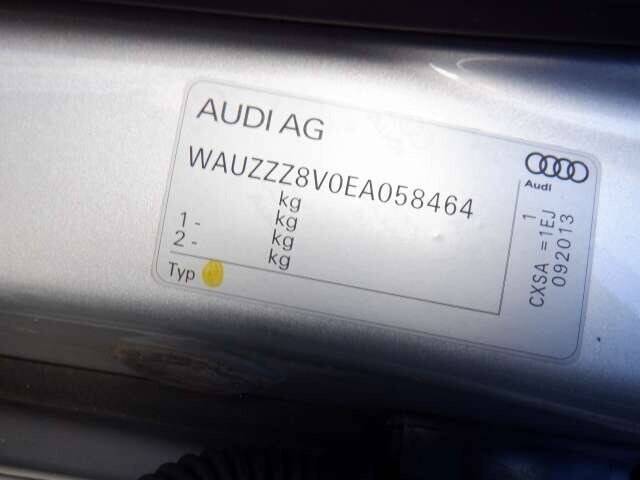 AUDI AG
WAUZZZ8V0EA058464
kg
1 - kg
2 - kg
kg
Typ
Audi
1
CXSA =1EJ
092013